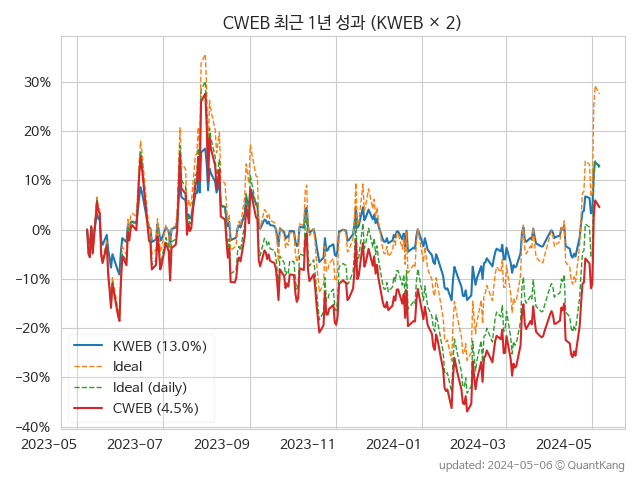 CWEB 최근 1년 성과 (KWEB × 2)
30%
20%
10%
0%
−10%
−20%
−30%
−40%
KWEB (13.0%)
Ideal
Ideal (daily)
CWEB (4.5%)
2023-05 2023-07 2023-09 2023-11 2024-01 2024-03 2024-05
updated: 2024-05-06 © QuantKang